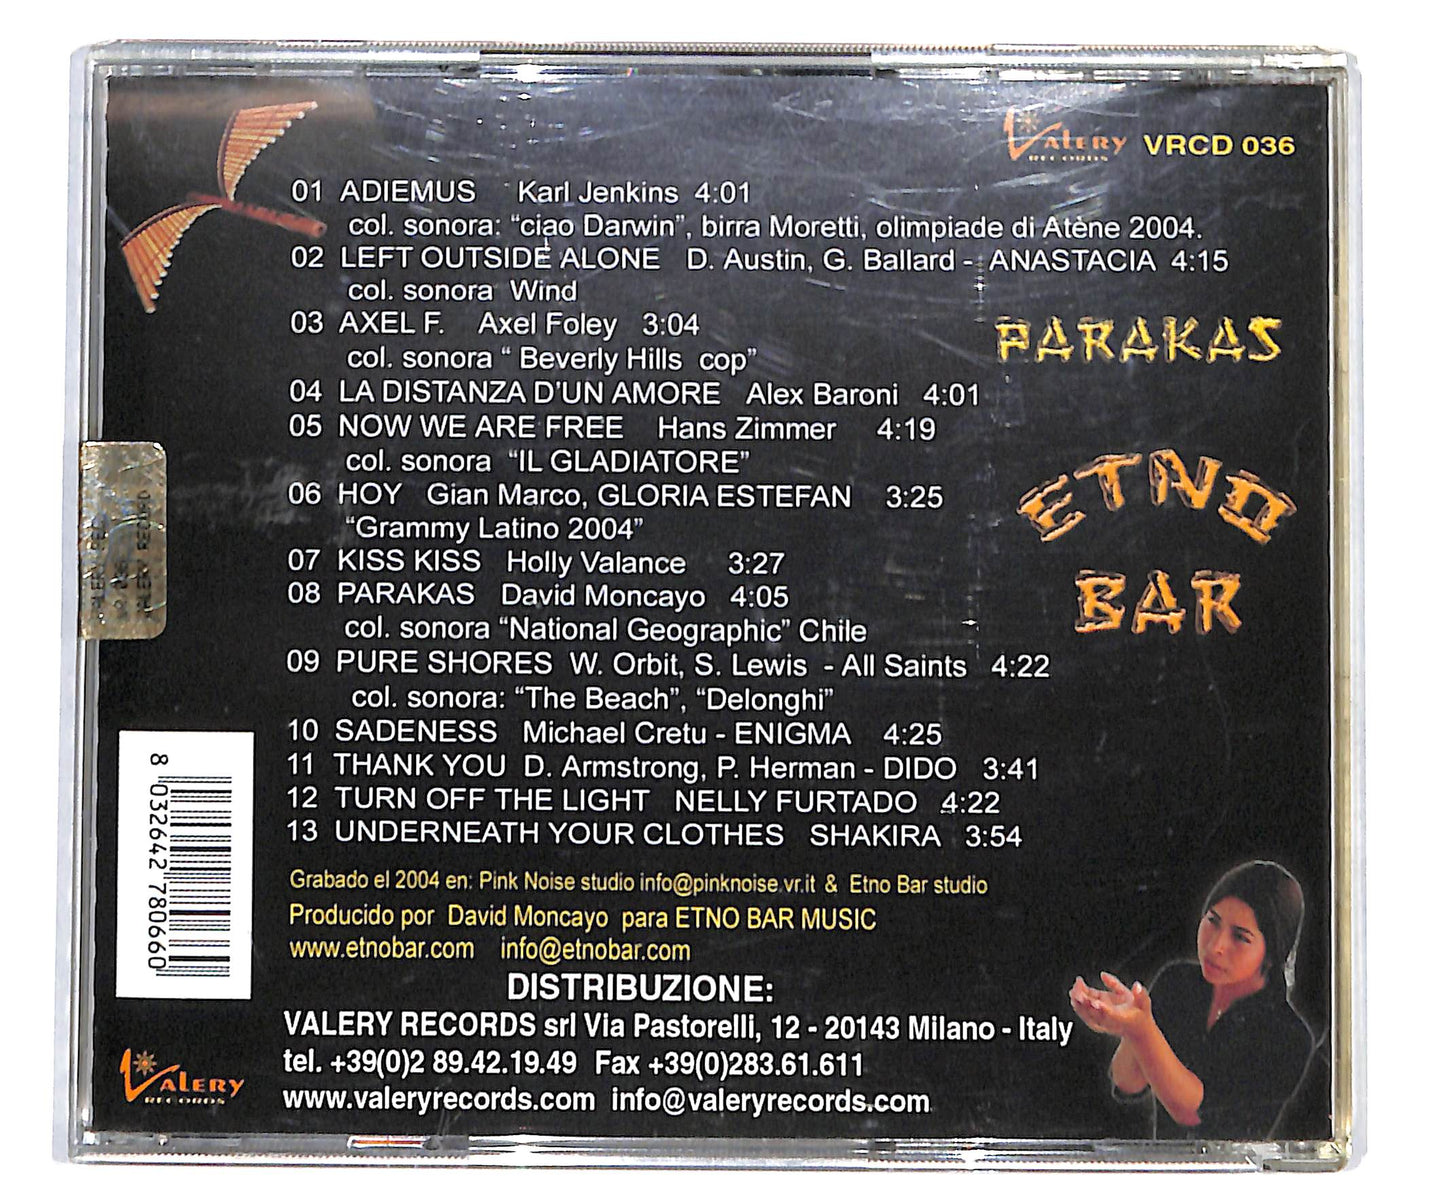 VALERY RECORDS VRCD 036
01 ADIEMUS Karl Jenkins 4:01
col. sonora: “ciao Darwin”, birra Moretti, olimpiade di Atène 2004.
02 LEFT OUTSIDE ALONE D. Austin, G. Ballard - ANASTACIA 4:15
col. sonora Wind
03 AXEL F. Axel Foley 3:04
col. sonora “ Beverly Hills cop”
04 LA DISTANZA D'UN AMORE Alex Baroni 4:01
05 NOW WE ARE FREE Hans Zimmer 4:19
col. sonora “IL GLADIATORE”
06 HOY Gian Marco, GLORIA ESTEFAN 3:25
“Grammy Latino 2004”
07 KISS KISS Holly Valance 3:27
08 PARAKAS David Moncayo 4:05
col. sonora “National Geographic” Chile
09 PURE SHORES W. Orbit, S. Lewis - All Saints 4:22
col. sonora: “The Beach”, “Delonghi”
10 SADENESS Michael Cretu - ENIGMA 4:25
11 THANK YOU D. Armstrong, P. Herman - DIDO 3:41
12 TURN OFF THE LIGHT NELLY FURTADO 4:22
13 UNDERNEATH YOUR CLOTHES SHAKIRA 3:54
PARAKAS
ETNO
BAR
Grabado el 2004 en: Pink Noise studio info@pinknoise.vr.it & Etno Bar studio
Producido por David Moncayo para ETNO BAR MUSIC
www.etnobar.com info@etnobar.com
DISTRIBUZIONE:
VALERY RECORDS srl Via Pastorelli, 12 - 20143 Milano - Italy
tel. +39(0)2 89.42.19.49 Fax +39(0)283.61.611
www.valeryrecords.com info@valeryrecords.com
8 032642 780660
VALERY
RECORDS